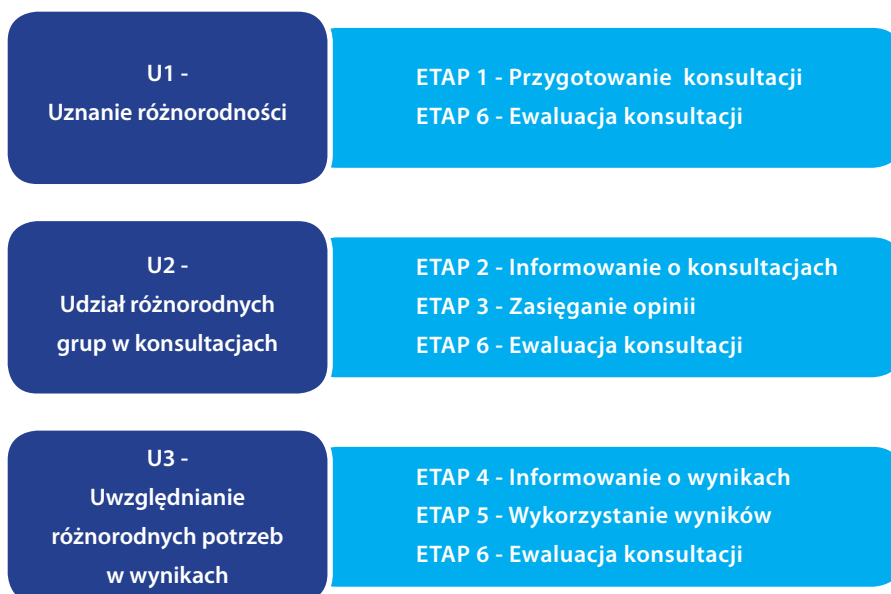 U1 -
Uznanie różnorodności
ETAP 1 - Przygotowanie konsultacji
ETAP 6 - Ewaluacja konsultacji
U2 -
Udział różnorodnych
grup w konsultacjach
ETAP 2 - Informowanie o konsultacjach
ETAP 3 - Zasięganie opinii
ETAP 6 - Ewaluacja konsultacji
U3 -
Uwzględnianie
różnorodnych potrzeb
w wynikach
ETAP 4 - Informowanie o wynikach
ETAP 5 - Wykorzystanie wyników
ETAP 6 - Ewaluacja konsultacji